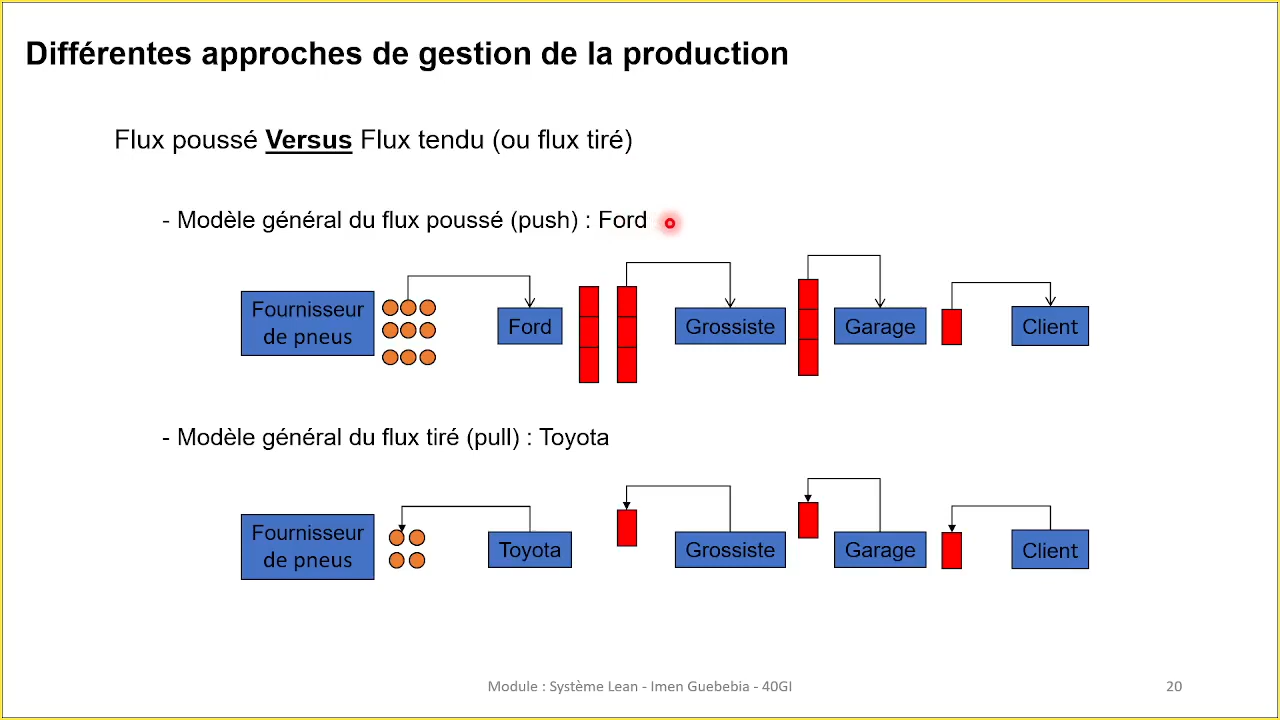 Différentes approches de gestion de la production
Flux poussé Versus Flux tendu (ou flux tiré)
- Modèle général du flux poussé (push) : Ford
Fournisseur
de pneus
Ford
Grossiste
Garage
Client
- Modèle général du flux tiré (pull) : Toyota
Fournisseur
de pneus
Toyota
Grossiste
Garage
Client
Module : Système Lean - Imen Guebebia - 40GI
20